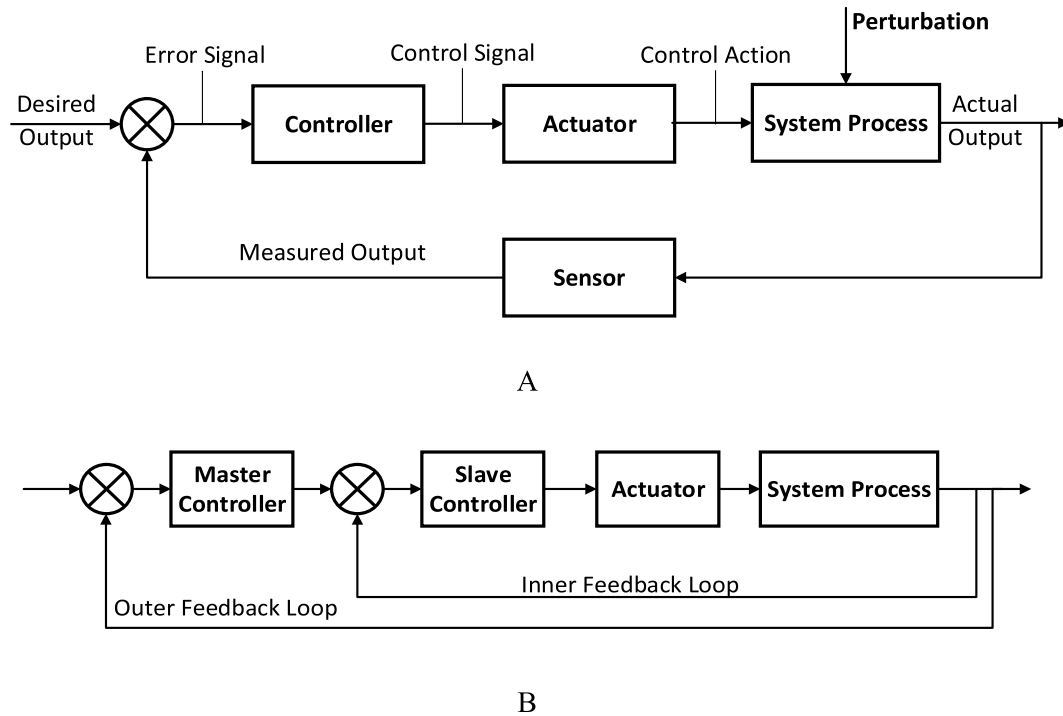 Perturbation
Error Signal
Control Signal
Control Action
Desired
Output
Controller
Actuator
System Process
Actual
Output
Measured Output
Sensor
A
Master
Controller
Slave
Controller
Actuator
System Process
Inner Feedback Loop
Outer Feedback Loop
B